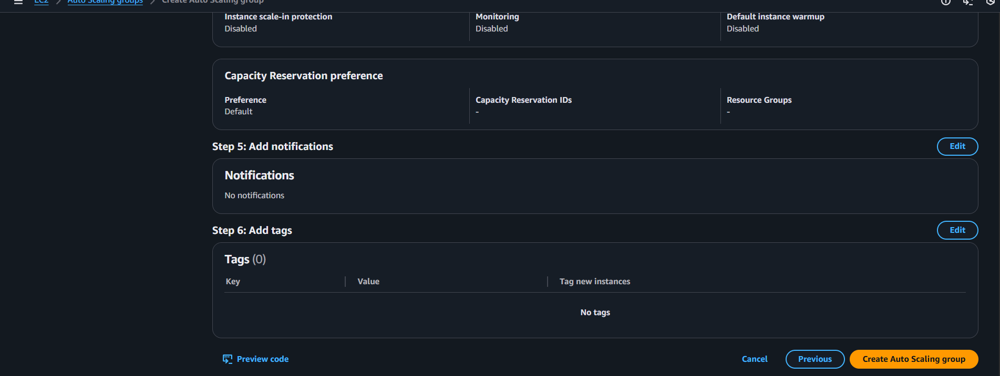 EC2 > Auto Scaling groups > Create Auto Scaling group
Instance scale-in protection
Disabled
Monitoring
Disabled
Default instance warmup
Disabled
Capacity Reservation preference
Preference
Default
Capacity Reservation IDs
-
Resource Groups
-
Step 5: Add notifications
Edit
Notifications
No notifications
Step 6: Add tags
Edit
Tags (0)
Key
Value
Tag new instances
No tags
Preview code
Cancel
Previous
Create Auto Scaling group